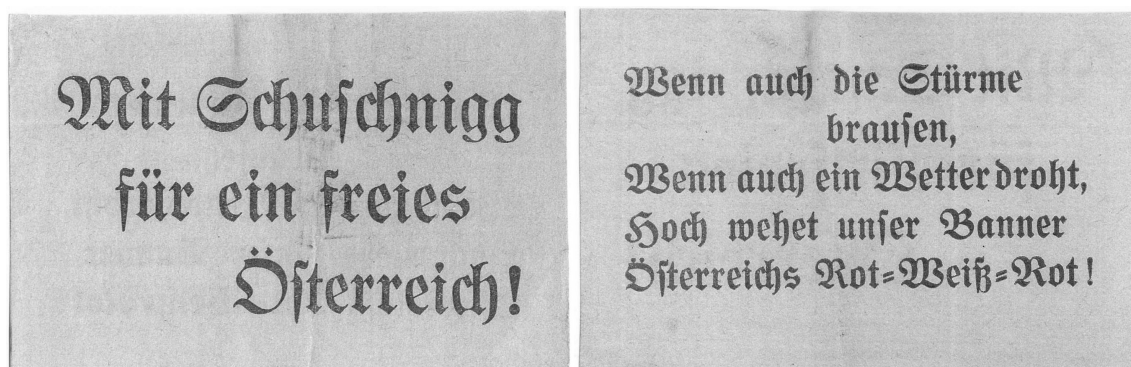 Mit Schuschnigg
für ein freies
Österreich!
Wenn auch die Stürme
brausen,
Wenn auch ein Wetter droht,
Hoch wehet unser Banner
Österreichs Rot-Weiß-Rot!